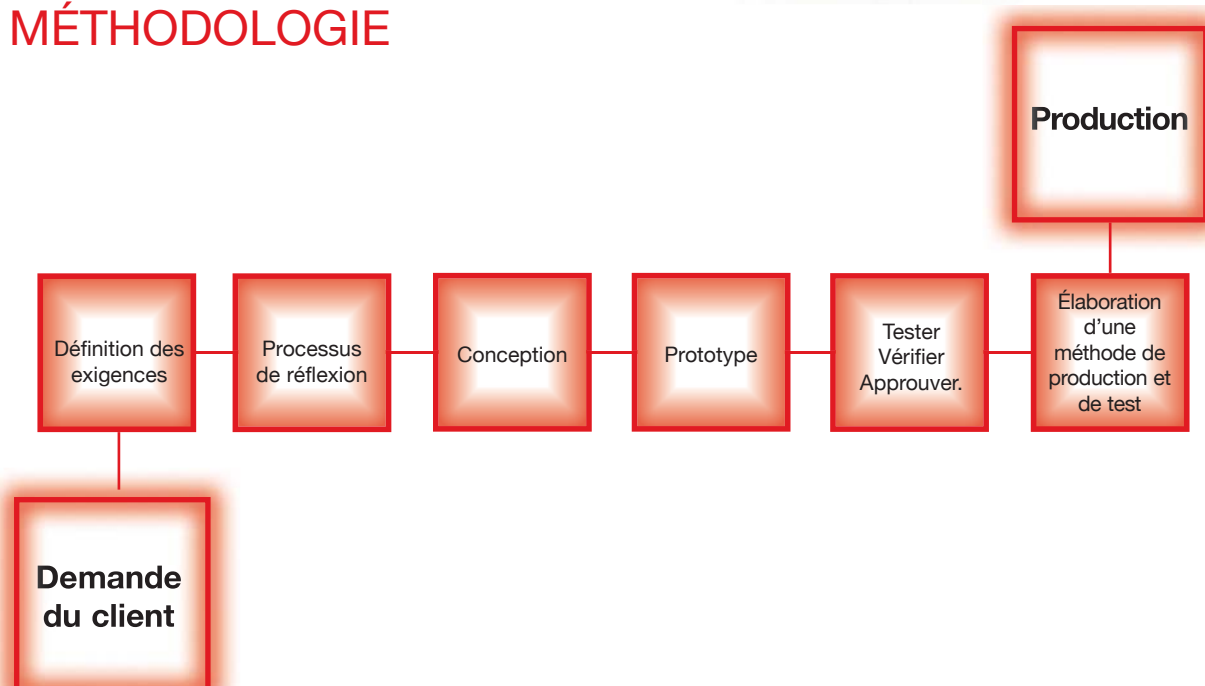 MÉTHODOLOGIE
Production
Définition des
exigences
Processus
de réflexion
Conception
Prototype
Tester
Vérifier
Approuver.
Élaboration
d’une
méthode de
production et
de test
Demande
du client